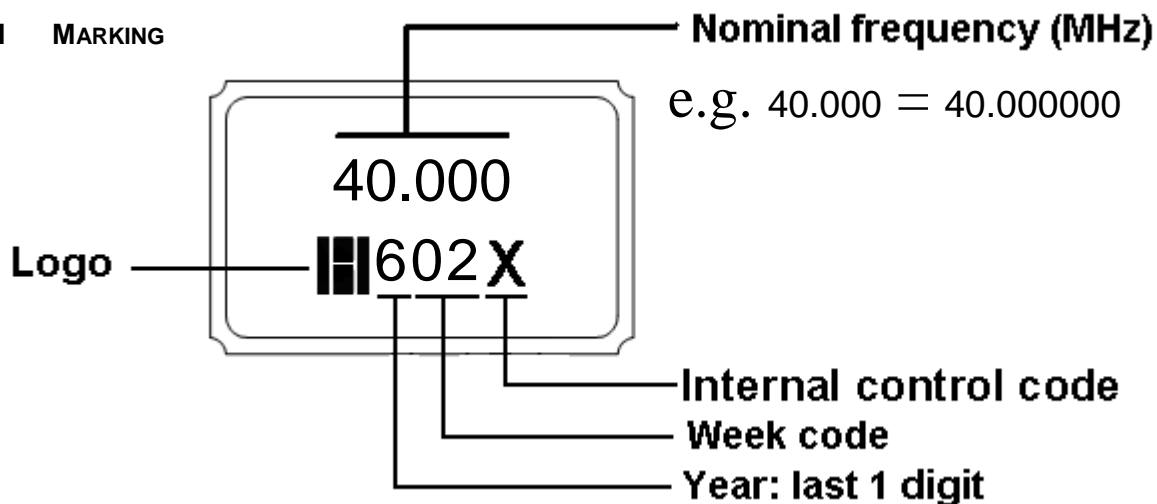 MARKING
Nominal frequency (MHz)
e.g. 40.000 = 40.000000
40.000
Logo
602X
Internal control code
Week code
Year: last 1 digit